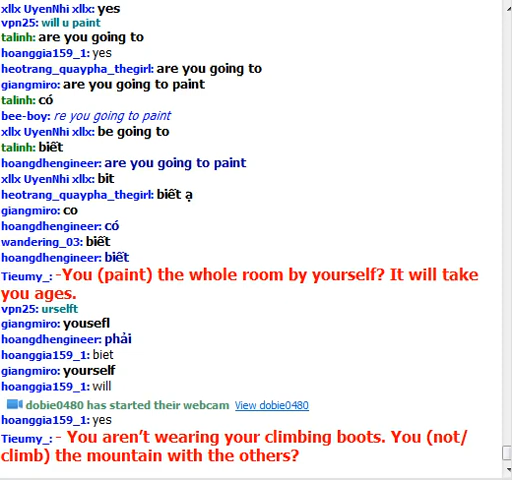 xllx UyenNhi xllx: yes
vpn25: will u paint
talinh: are you going to
hoanggia159_1: yes
heotrang_quaypha_thegirl: are you going to
giangmiro: are you going to paint
talinh: có
bee-boy: re you going to paint
xllx UyenNhi xllx: be going to
talinh: biết
hoangdhengineer: are you going to paint
xllx UyenNhi xllx: bit
heotrang_quaypha_thegirl: biết ạ
giangmiro: co
hoangdhengineer: có
wandering_03: biết
hoangdhengineer: biết
Tieumy_: -You (paint) the whole room by yourself? It will take
you ages.
vpn25: urselft
giangmiro: yousefl
hoangdhengineer: phải
hoanggia159_1: biet
giangmiro: yourself
hoanggia159_1: will
dobie0480 has started their webcam View dobie0480
hoanggia159_1: yes
Tieumy_: - You aren’t wearing your climbing boots. You (not/
climb) the mountain with the others?